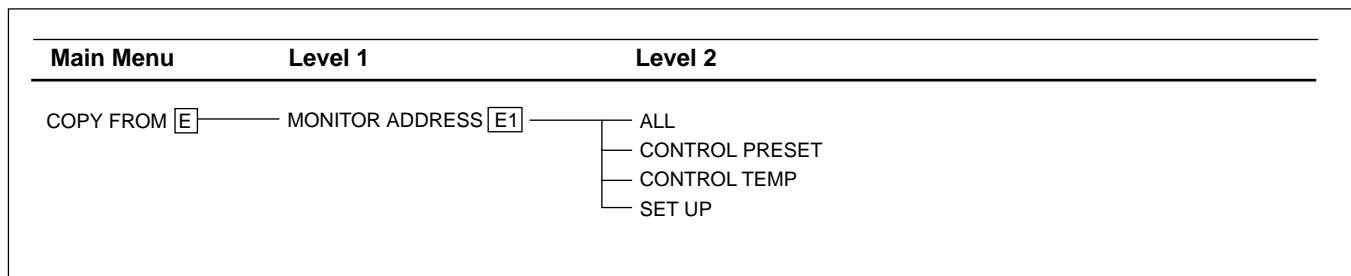 Main Menu Level 1 Level 2
COPY FROM E MONITOR ADDRESS E1 ALL
CONTROL PRESET
CONTROL TEMP
SET UP